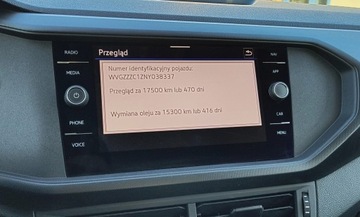 RADIO
MEDIA
PHONE
VOICE
Przegląd
NAV
APP
CAR
MENU
Numer identyfikacyjny pojazdu:
WVGZZZC1ZNY038337
Przegląd za 17500 km lub 470 dni
Wymiana oleju za 15300 km lub 416 dni